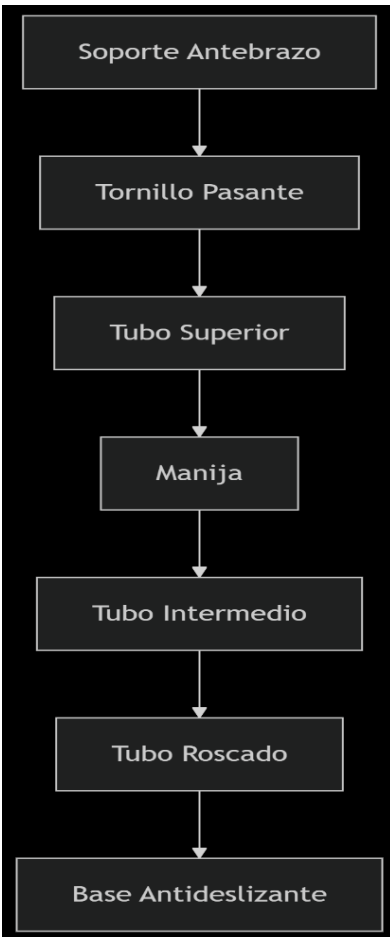 Soporte Antebrazo
Tornillo Pasante
Tubo Superior
Manija
Tubo Intermedio
Tubo Roscado
Base Antideslizante